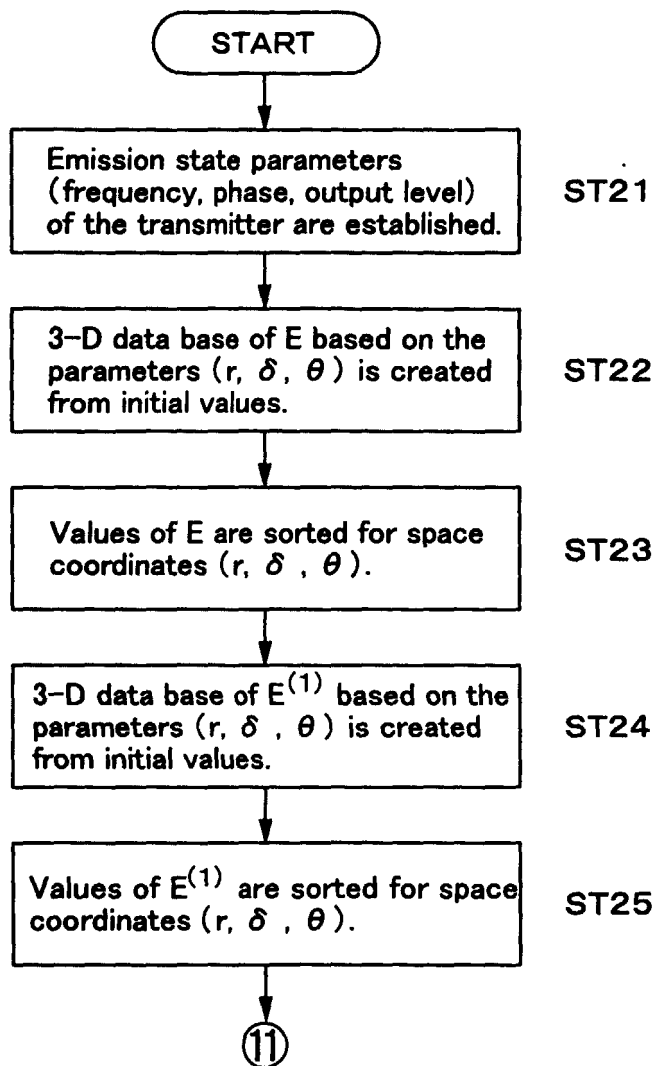 START
Emission state parameters
(frequency, phase, output level)
of the transmitter are established.
ST21
3-D data base of E based on the
parameters (r, δ, θ) is created
from initial values.
ST22
Values of E are sorted for space
coordinates (r, δ , θ).
ST23
3-D data base of E⁽¹⁾ based on the
parameters (r, δ , θ) is created
from initial values.
ST24
Values of E⁽¹⁾ are sorted for space
coordinates (r, δ , θ).
ST25
⑪